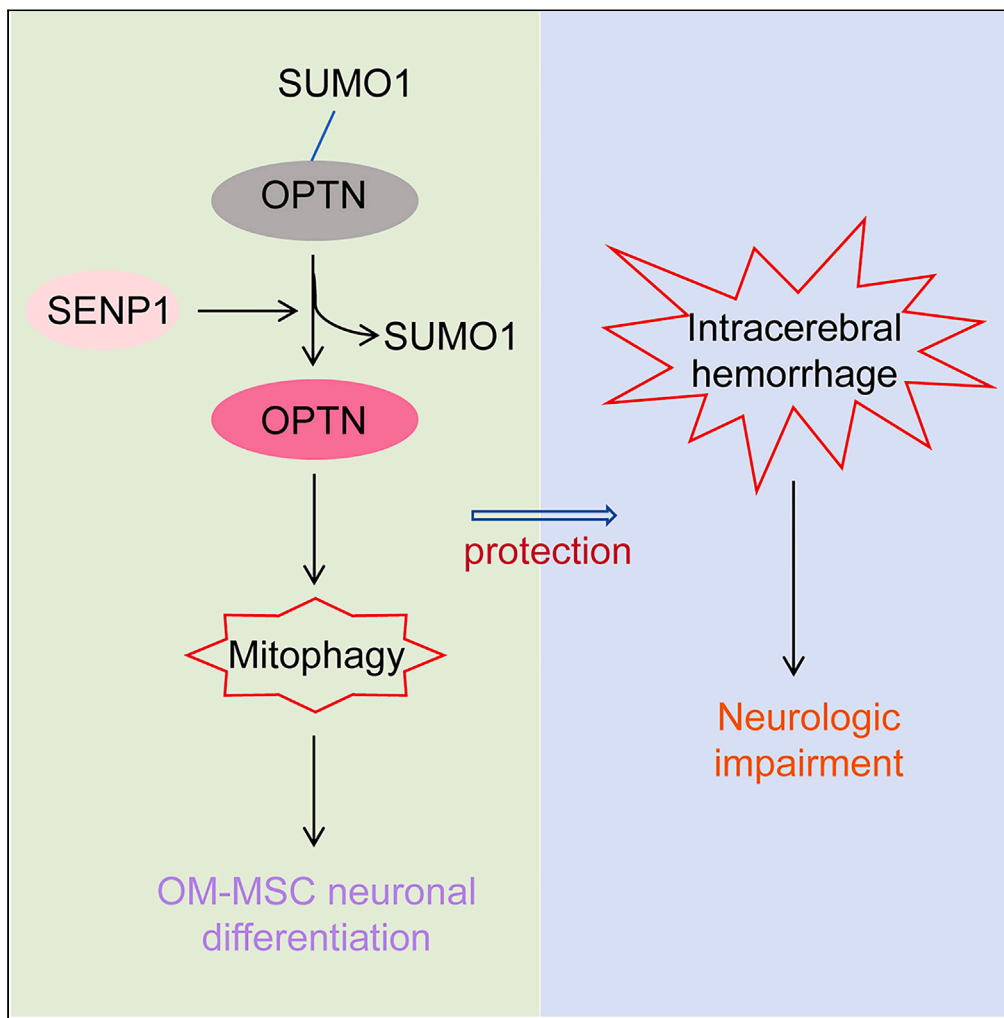 SUMO1
OPTN
SENP1
SUMO1
OPTN
Mitophagy
OM-MSC neuronal
differentiation
protection
Intracerebral
hemorrhage
Neurologic
impairment